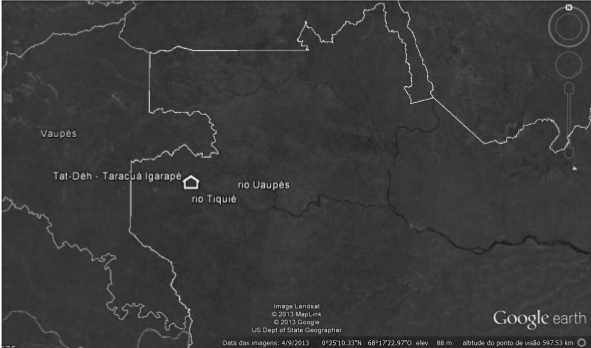 N
Vaupés
Tat-Dëh - Taracuá Igarapé
rio Uaupés
rio Tiquié
Image Landsat
© 2013 MapLink
© 2013 Google
US Dept of State Geographer
Google earth
Data das imagens: 4/9/2013 0°25'10.33"N 68°17'22.97"O elev 88 m altitude do ponto de visão 597.53 km